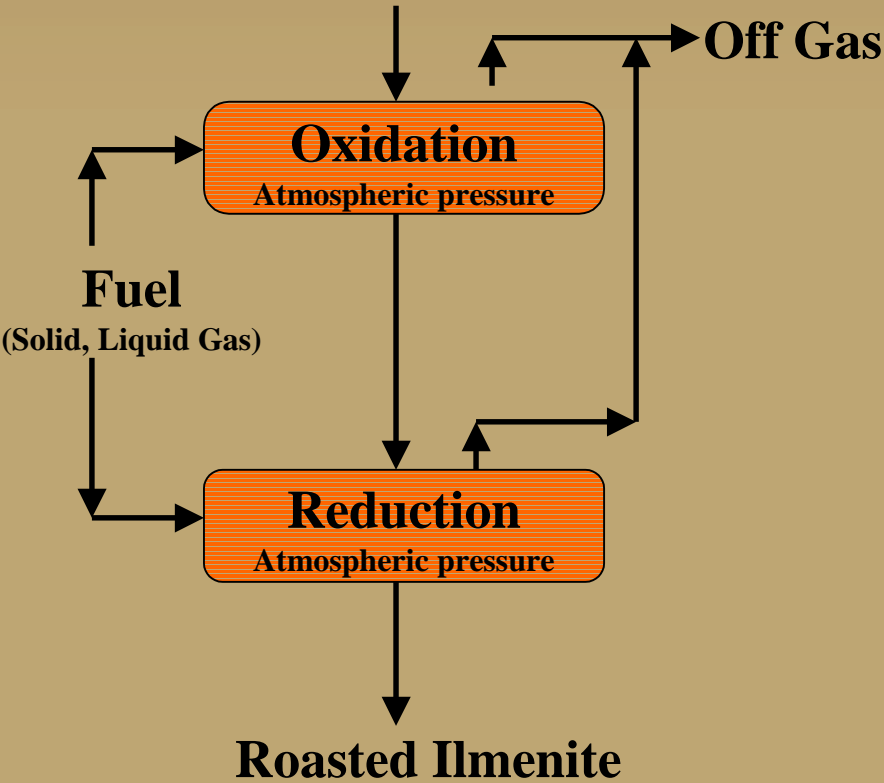 Off Gas
Oxidation
Atmospheric pressure
Fuel
(Solid, Liquid Gas)
Reduction
Atmospheric pressure
Roasted Ilmenite